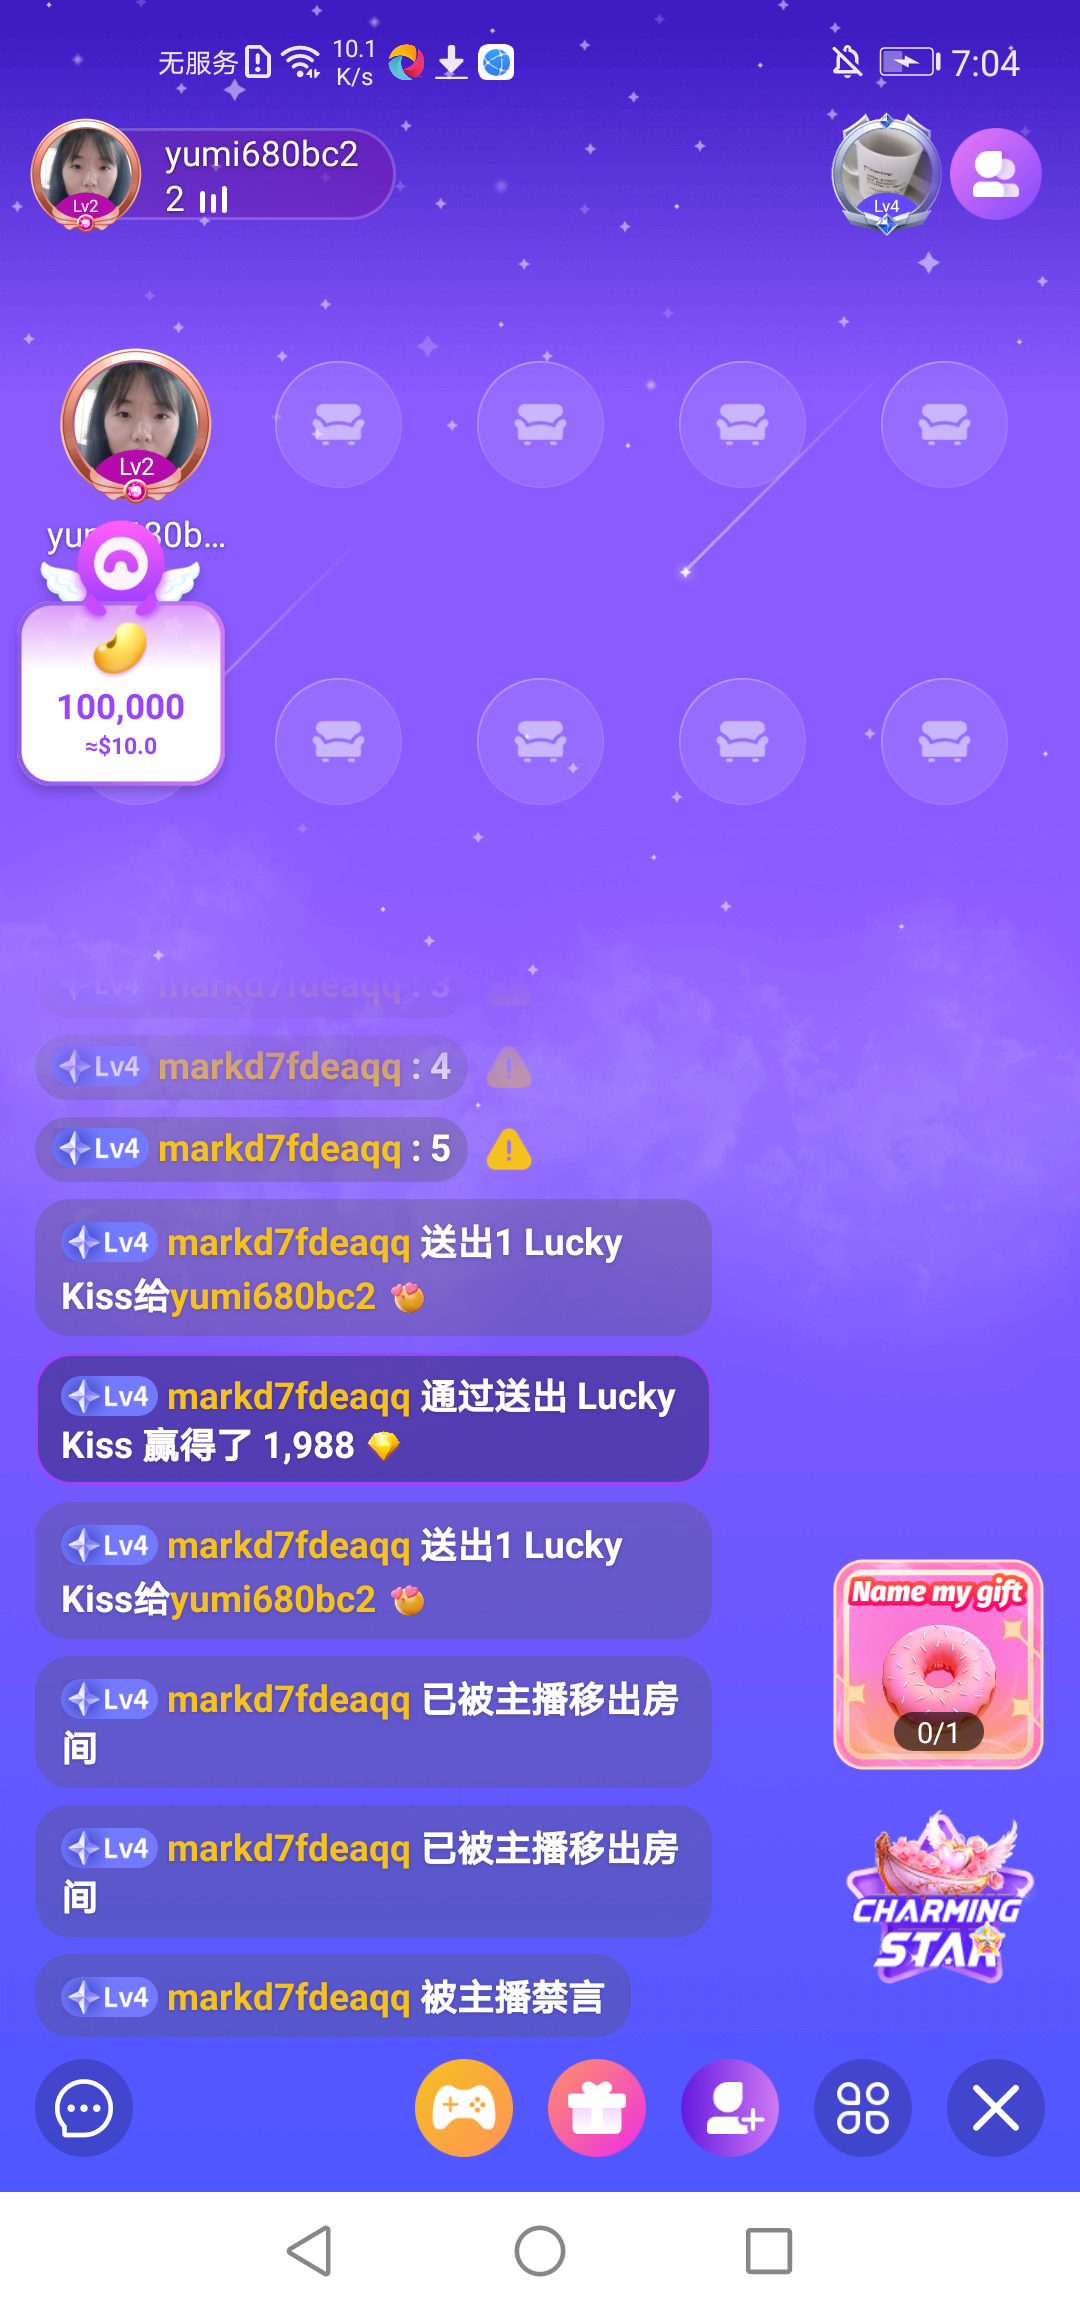 无服务
10.1
K/s
7:04
yumi680bc2
2
Lv2
Lv4
Lv2
100,000
≈$10.0
Lv4 markd7fdeaqq : 3
Lv4 markd7fdeaqq : 4
Lv4 markd7fdeaqq : 5
Lv4 markd7fdeaqq 送出1 Lucky
Kiss给yumi680bc2
Lv4 markd7fdeaqq 通过送出 Lucky
Kiss 赢得了 1,988
Lv4 markd7fdeaqq 送出1 Lucky
Kiss给yumi680bc2
Lv4 markd7fdeaqq 已被主播移出房
间
Lv4 markd7fdeaqq 已被主播移出房
间
Lv4 markd7fdeaqq 被主播禁言
Name my gift
0/1
CHARMING
STAR